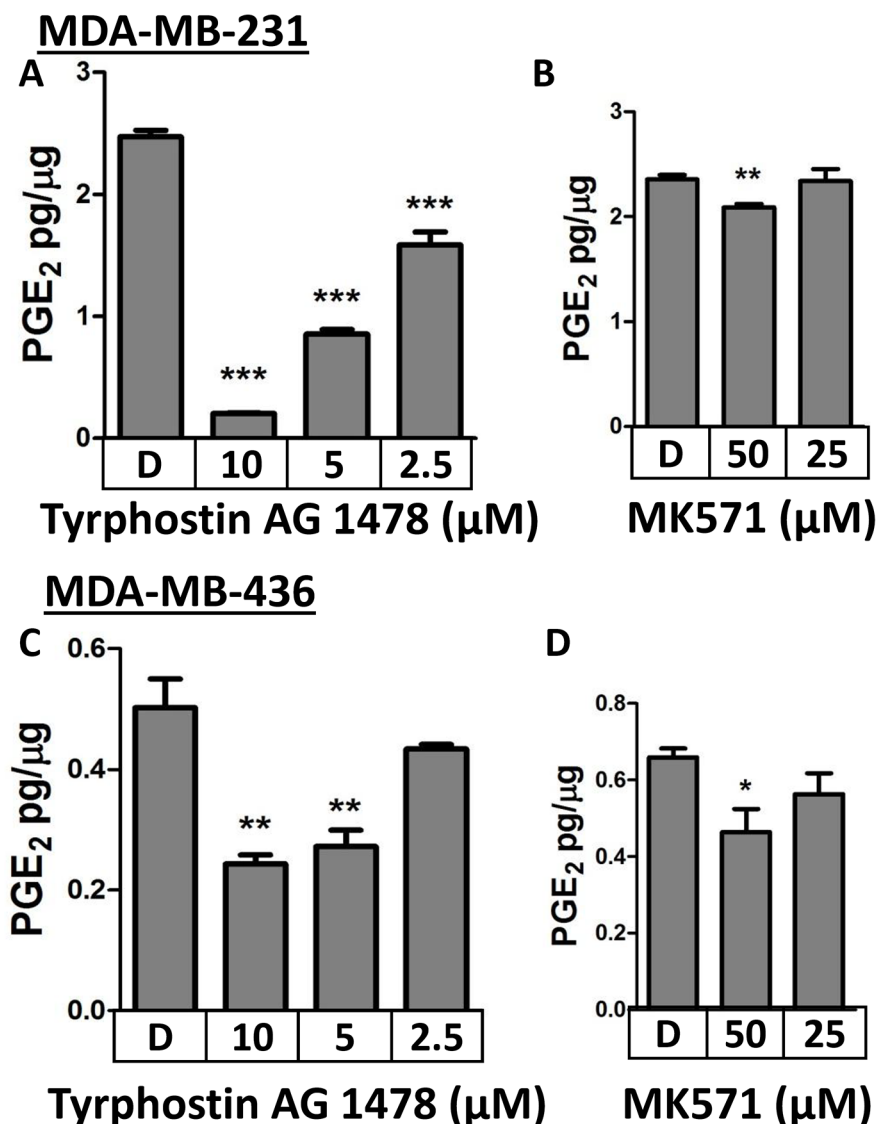 MDA-MB-231
A
PGE2 pg/µg
3
2
1
0
***
***
***
D 10 5 2.5
Tyrphostin AG 1478 (µM)
B
PGE2 pg/µg
3
2
1
0
**
D 50 25
MK571 (µM)
MDA-MB-436
C
PGE2 pg/µg
0.6
0.4
0.2
0.0
**
**
D 10 5 2.5
Tyrphostin AG 1478 (µM)
D
PGE2 pg/µg
0.8
0.6
0.4
0.2
0.0
*
D 50 25
MK571 (µM)